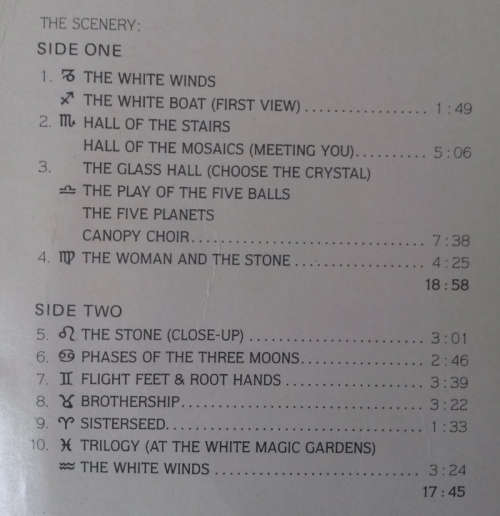 THE SCENERY:
SIDE ONE
1. ♑ THE WHITE WINDS
♐ THE WHITE BOAT (FIRST VIEW) ................ 1:49
2. ♏ HALL OF THE STAIRS
HALL OF THE MOSAICS (MEETING YOU).......... 5:06
3. THE GLASS HALL (CHOOSE THE CRYSTAL)
♎ THE PLAY OF THE FIVE BALLS
THE FIVE PLANETS
CANOPY CHOIR............................... 7:38
4. ♍ THE WOMAN AND THE STONE ................. 4:25
18:58
SIDE TWO
5. ♌ THE STONE (CLOSE-UP) ....................... 3:01
6. ♋ PHASES OF THE THREE MOONS................ 2:46
7. ♊ FLIGHT FEET & ROOT HANDS .................. 3:39
8. ♉ BROTHERSHIP................................ 3:22
9. ♈ SISTERSEED................................. 1:33
10. ♓ TRILOGY (AT THE WHITE MAGIC GARDENS)
♒ THE WHITE WINDS ........................... 3:24
17:45